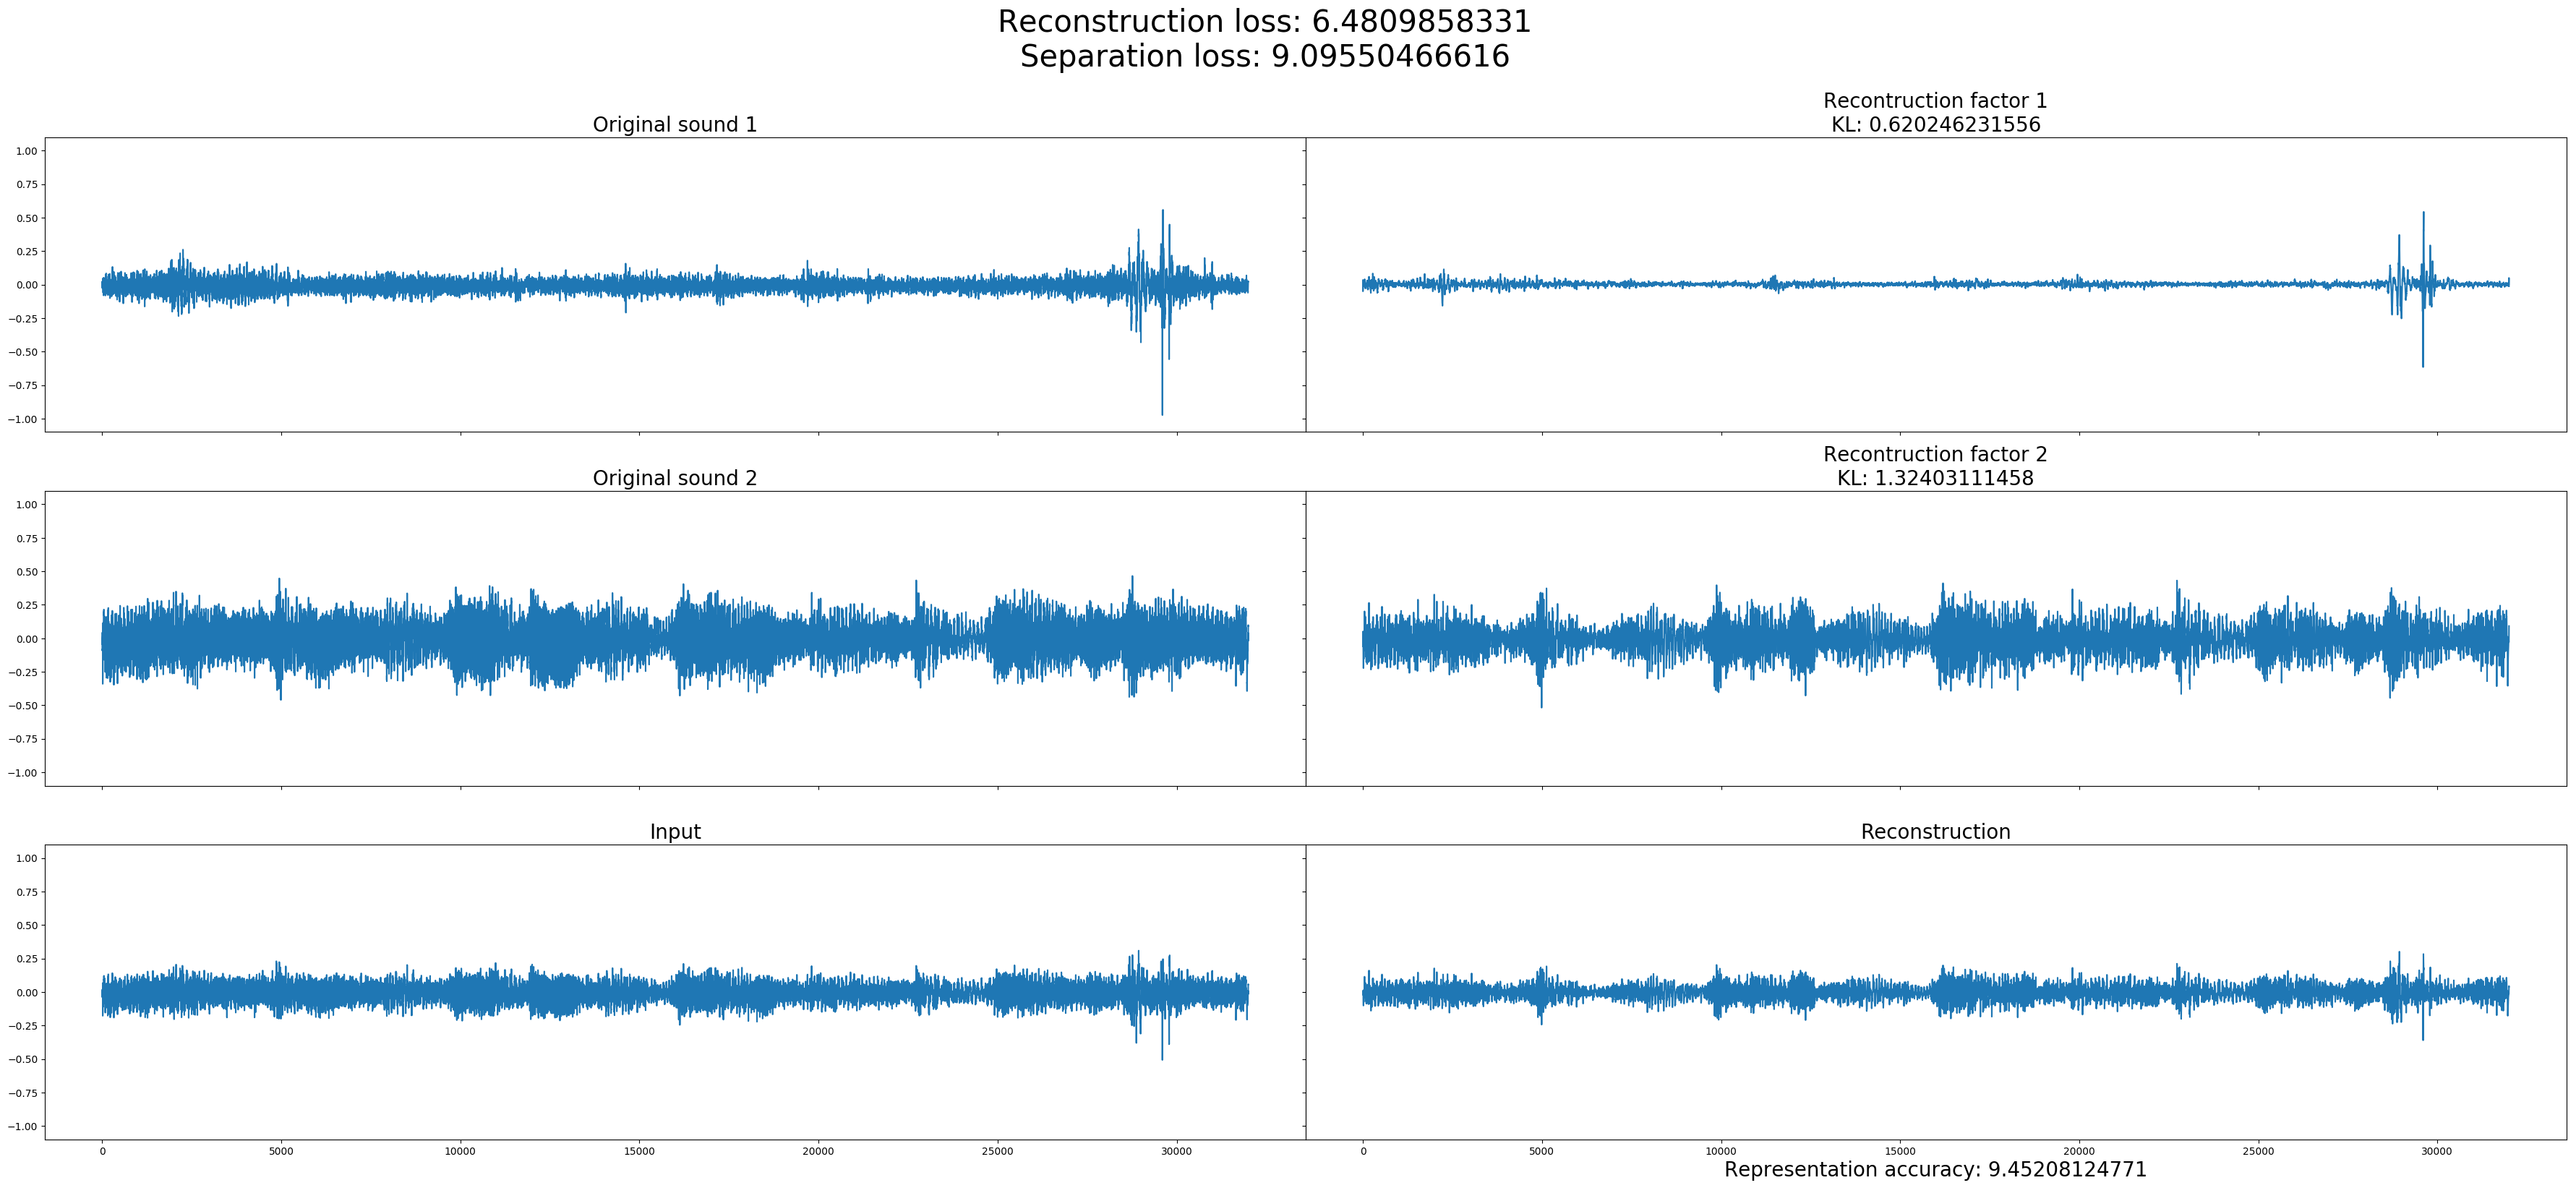 Reconstruction loss: 6.4809858331
Separation loss: 9.09550466616
Original sound 1
Recontruction factor 1
KL: 0.620246231556
1.00
0.75
0.50
0.25
0.00
−0.25
−0.50
−0.75
−1.00
Original sound 2
Recontruction factor 2
KL: 1.32403111458
1.00
0.75
0.50
0.25
0.00
−0.25
−0.50
−0.75
−1.00
Input
Reconstruction
1.00
0.75
0.50
0.25
0.00
−0.25
−0.50
−0.75
−1.00
0 5000 10000 15000 20000 25000 30000
0 5000 10000 15000 20000 25000 30000
Representation accuracy: 9.45208124771